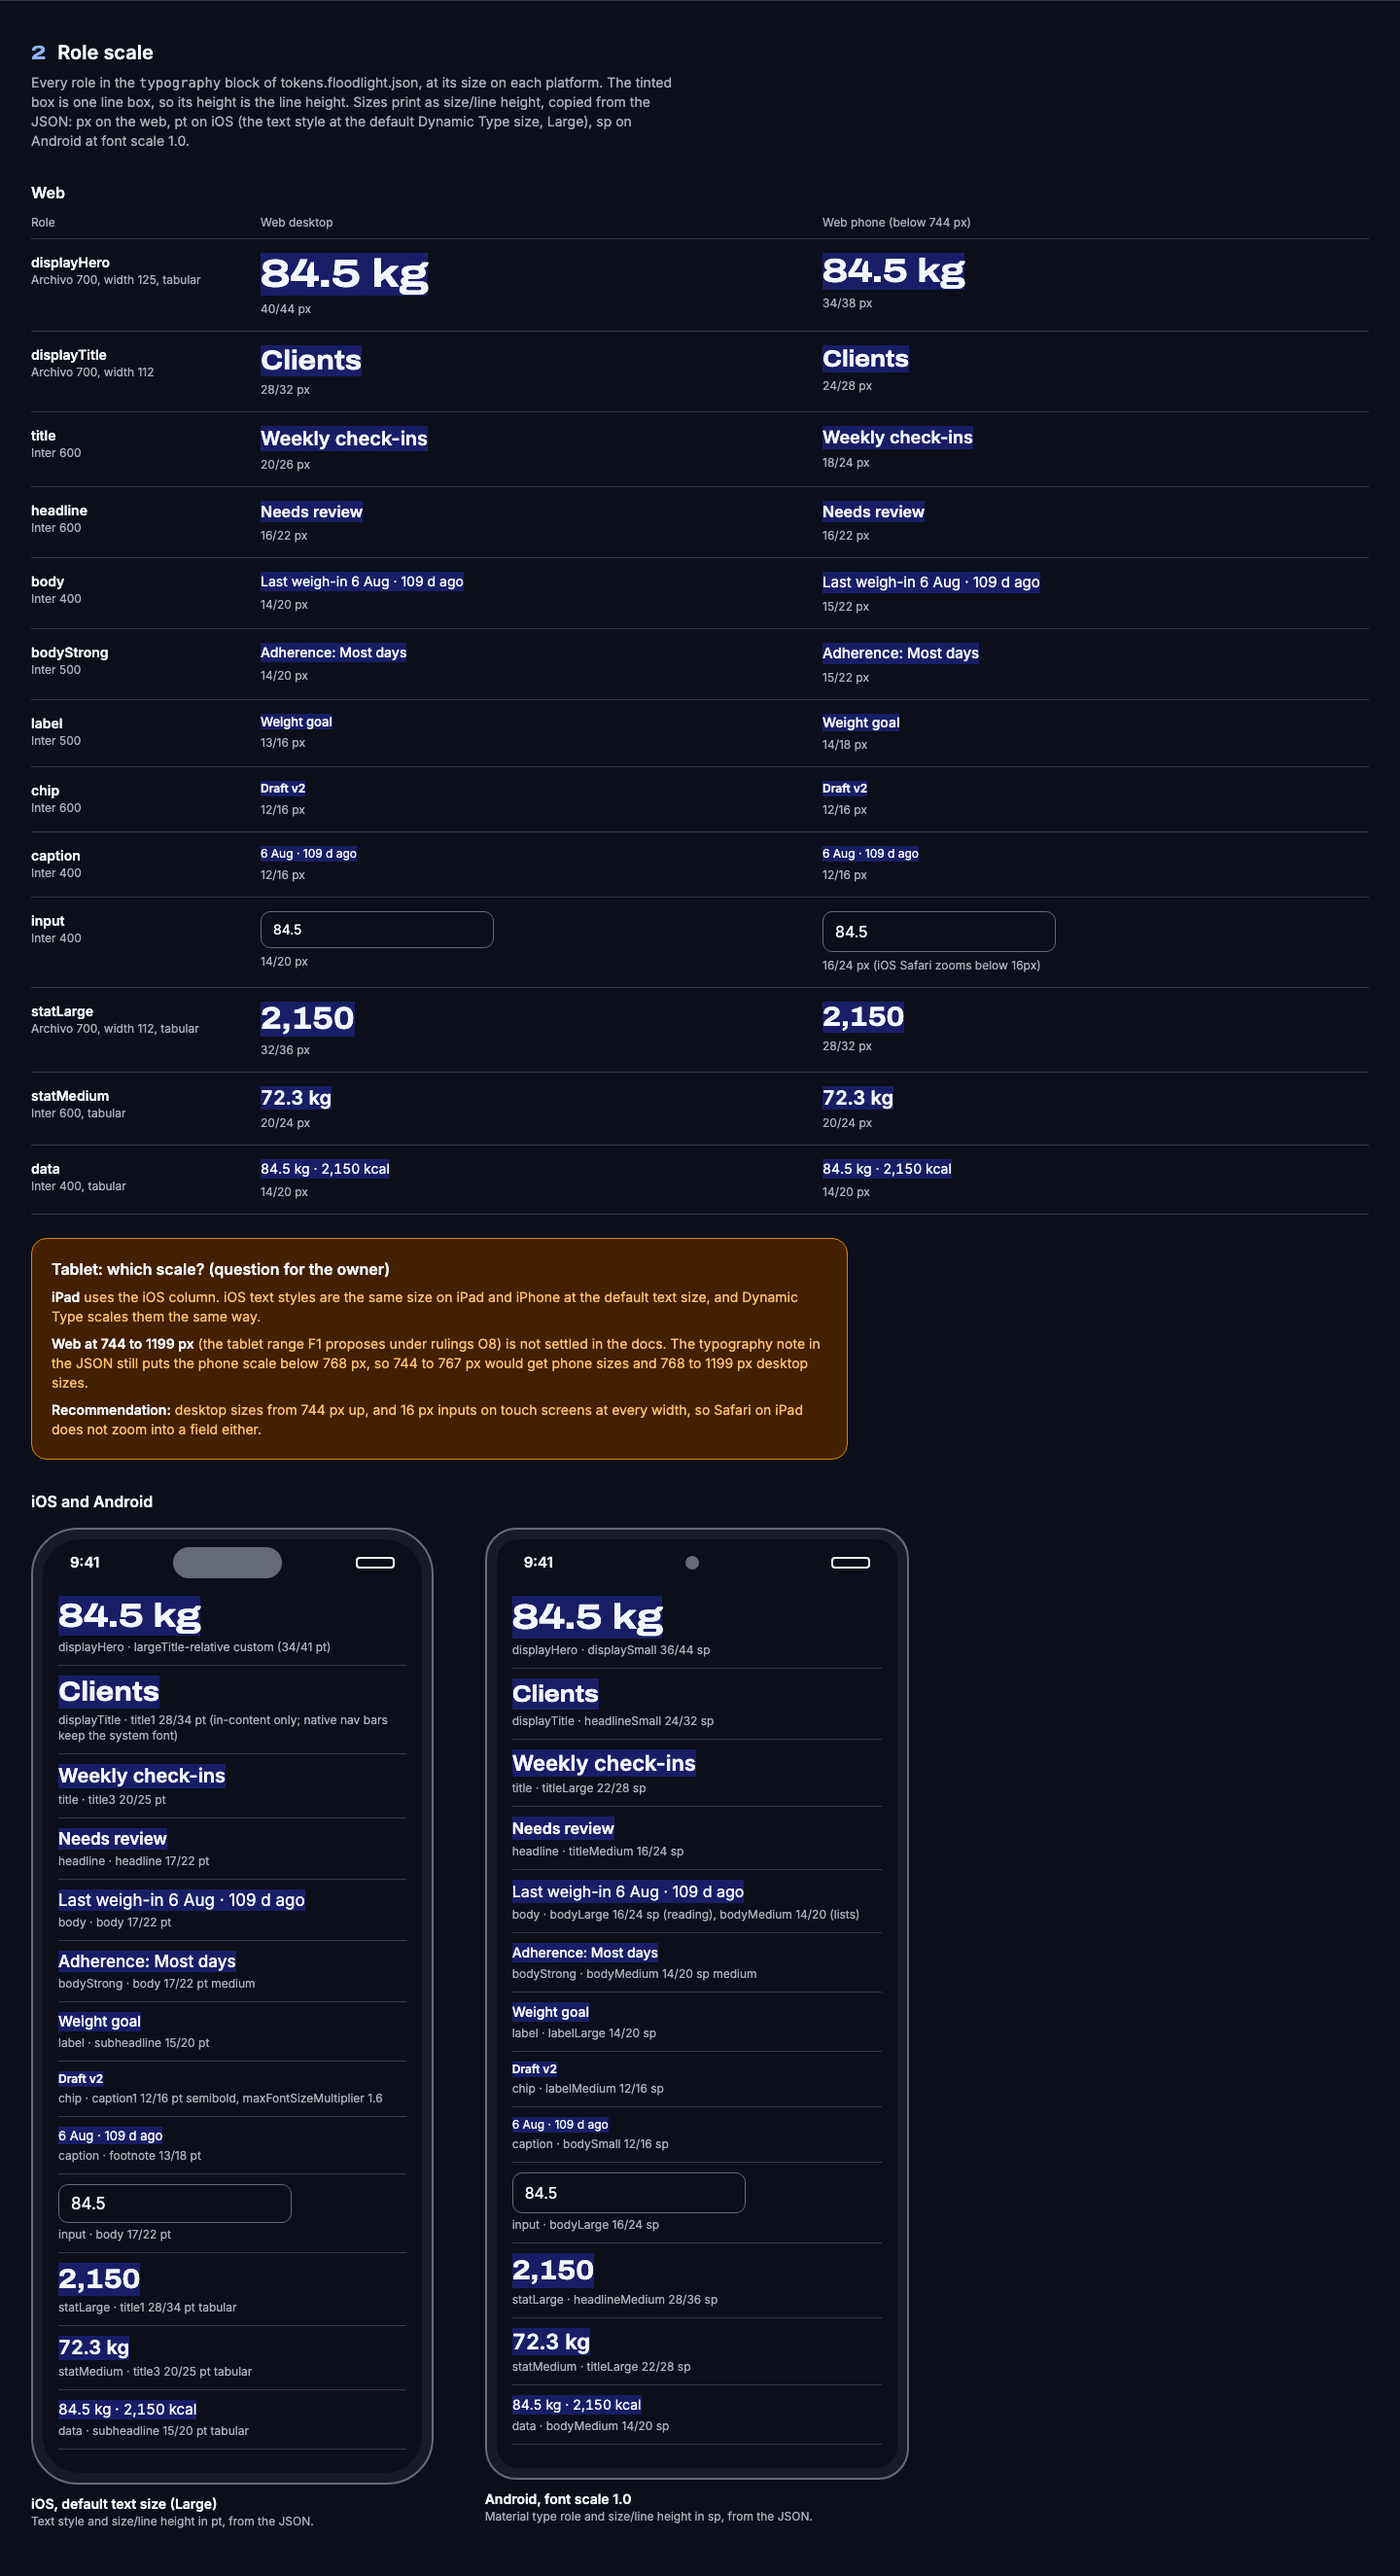 2 Role scale
Every role in the typography block of tokens.floodlight.json, at its size on each platform. The tinted
box is one line box, so its height is the line height. Sizes print as size/line height, copied from the
JSON: px on the web, pt on iOS (the text style at the default Dynamic Type size, Large), sp on
Android at font scale 1.0.
Web
Role Web desktop Web phone (below 744 px)
displayHero
Archivo 700, width 125, tabular
84.5 kg
40/44 px
84.5 kg
34/38 px
displayTitle
Archivo 700, width 112
Clients
28/32 px
Clients
24/28 px
title
Inter 600
Weekly check-ins
20/26 px
Weekly check-ins
18/24 px
headline
Inter 600
Needs review
16/22 px
Needs review
16/22 px
body
Inter 400
Last weigh-in 6 Aug · 109 d ago
14/20 px
Last weigh-in 6 Aug · 109 d ago
15/22 px
bodyStrong
Inter 500
Adherence: Most days
14/20 px
Adherence: Most days
15/22 px
label
Inter 500
Weight goal
13/16 px
Weight goal
14/18 px
chip
Inter 600
Draft v2
12/16 px
Draft v2
12/16 px
caption
Inter 400
6 Aug · 109 d ago
12/16 px
6 Aug · 109 d ago
12/16 px
input
Inter 400
84.5
14/20 px
84.5
16/24 px (iOS Safari zooms below 16px)
statLarge
Archivo 700, width 112, tabular
2,150
32/36 px
2,150
28/32 px
statMedium
Inter 600, tabular
72.3 kg
20/24 px
72.3 kg
20/24 px
data
Inter 400, tabular
84.5 kg · 2,150 kcal
14/20 px
84.5 kg · 2,150 kcal
14/20 px
Tablet: which scale? (question for the owner)
iPad uses the iOS column. iOS text styles are the same size on iPad and iPhone at the default text size, and Dynamic
Type scales them the same way.
Web at 744 to 1199 px (the tablet range F1 proposes under rulings O8) is not settled in the docs. The typography note in
the JSON still puts the phone scale below 768 px, so 744 to 767 px would get phone sizes and 768 to 1199 px desktop
sizes.
Recommendation: desktop sizes from 744 px up, and 16 px inputs on touch screens at every width, so Safari on iPad
does not zoom into a field either.
iOS and Android
9:41
84.5 kg
displayHero · largeTitle-relative custom (34/41 pt)
Clients
displayTitle · title1 28/34 pt (in-content only; native nav bars
keep the system font)
Weekly check-ins
title · title3 20/25 pt
Needs review
headline · headline 17/22 pt
Last weigh-in 6 Aug · 109 d ago
body · body 17/22 pt
Adherence: Most days
bodyStrong · body 17/22 pt medium
Weight goal
label · subheadline 15/20 pt
Draft v2
chip · caption1 12/16 pt semibold, maxFontSizeMultiplier 1.6
6 Aug · 109 d ago
caption · footnote 13/18 pt
84.5
input · body 17/22 pt
2,150
statLarge · title1 28/34 pt tabular
72.3 kg
statMedium · title3 20/25 pt tabular
84.5 kg · 2,150 kcal
data · subheadline 15/20 pt tabular
iOS, default text size (Large)
Text style and size/line height in pt, from the JSON.
9:41
84.5 kg
displayHero · displaySmall 36/44 sp
Clients
displayTitle · headlineSmall 24/32 sp
Weekly check-ins
title · titleLarge 22/28 sp
Needs review
headline · titleMedium 16/24 sp
Last weigh-in 6 Aug · 109 d ago
body · bodyLarge 16/24 sp (reading), bodyMedium 14/20 (lists)
Adherence: Most days
bodyStrong · bodyMedium 14/20 sp medium
Weight goal
label · labelLarge 14/20 sp
Draft v2
chip · labelMedium 12/16 sp
6 Aug · 109 d ago
caption · bodySmall 12/16 sp
84.5
input · bodyLarge 16/24 sp
2,150
statLarge · headlineMedium 28/36 sp
72.3 kg
statMedium · titleLarge 22/28 sp
84.5 kg · 2,150 kcal
data · bodyMedium 14/20 sp
Android, font scale 1.0
Material type role and size/line height in sp, from the JSON.